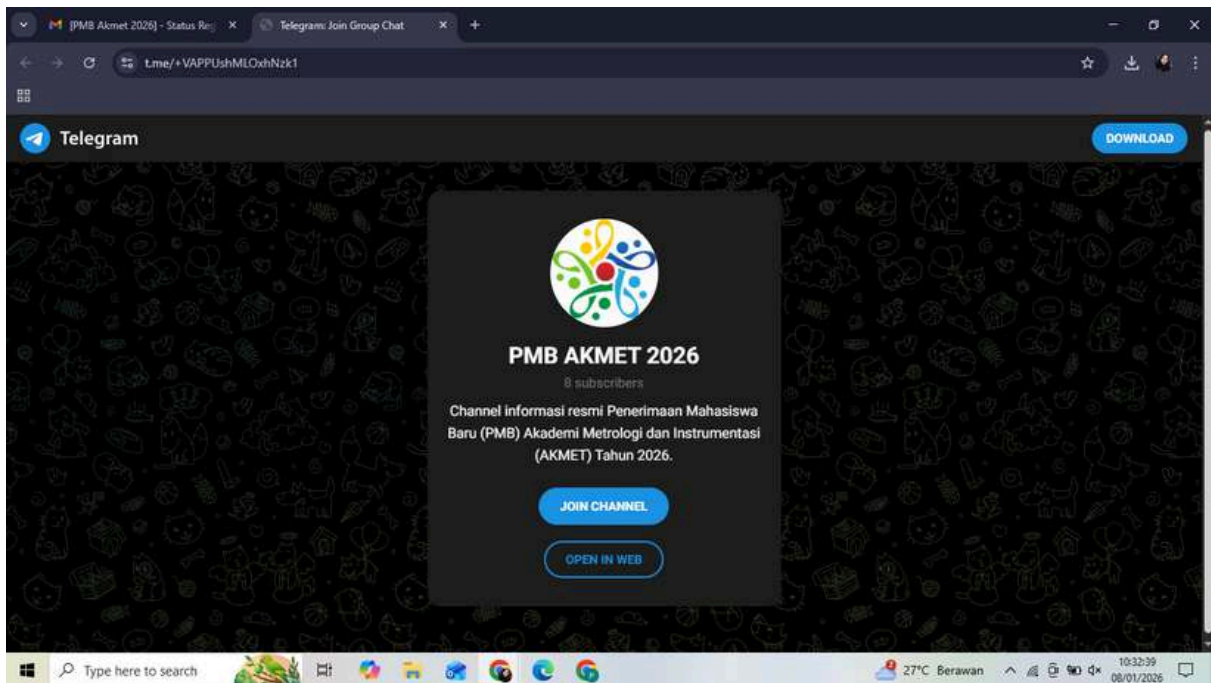 [PMB Akmet 2026] - Status Reg
Telegram: Join Group Chat
t.me/+VAPPUshMLOxhNzk1
Telegram
DOWNLOAD
PMB AKMET 2026
8 subscribers
Channel informasi resmi Penerimaan Mahasiswa
Baru (PMB) Akademi Metrologi dan Instrumentasi
(AKMET) Tahun 2026.
JOIN CHANNEL
OPEN IN WEB
Type here to search
27°C Berawan
10:32:39
08/01/2026